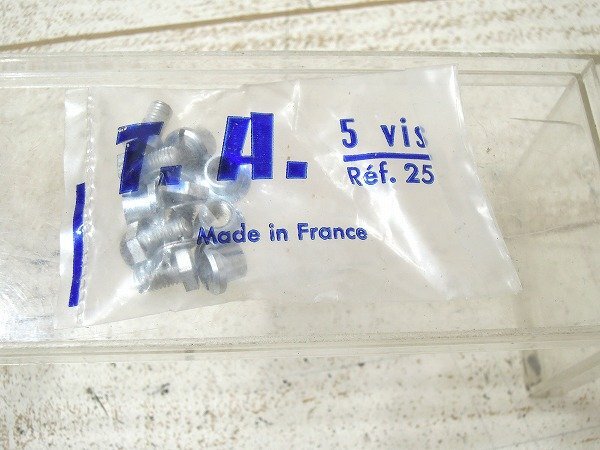 T. A.
5 vis
Réf. 25
Made in France